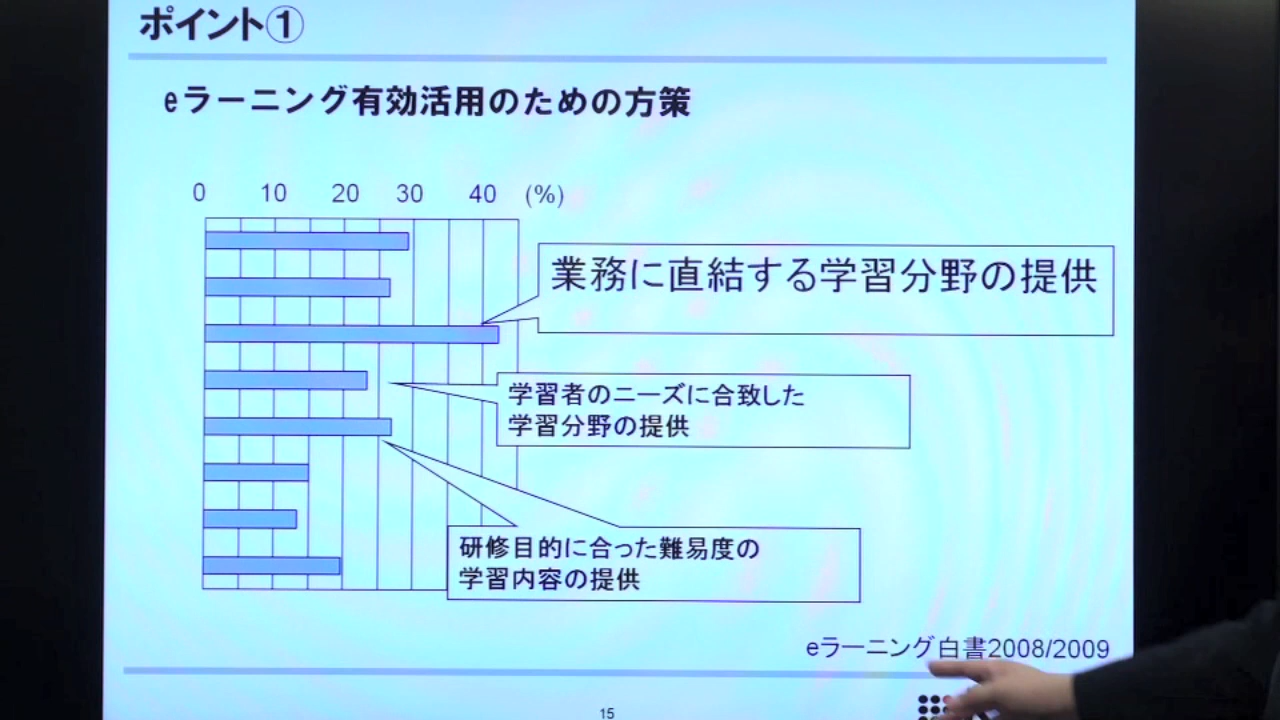 ポイント①
eラーニング有効活用のための方策
0 10 20 30 40 (%)
業務に直結する学習分野の提供
学習者のニーズに合致した
学習分野の提供
研修目的に合った難易度の
学習内容の提供
eラーニング白書2008/2009
15